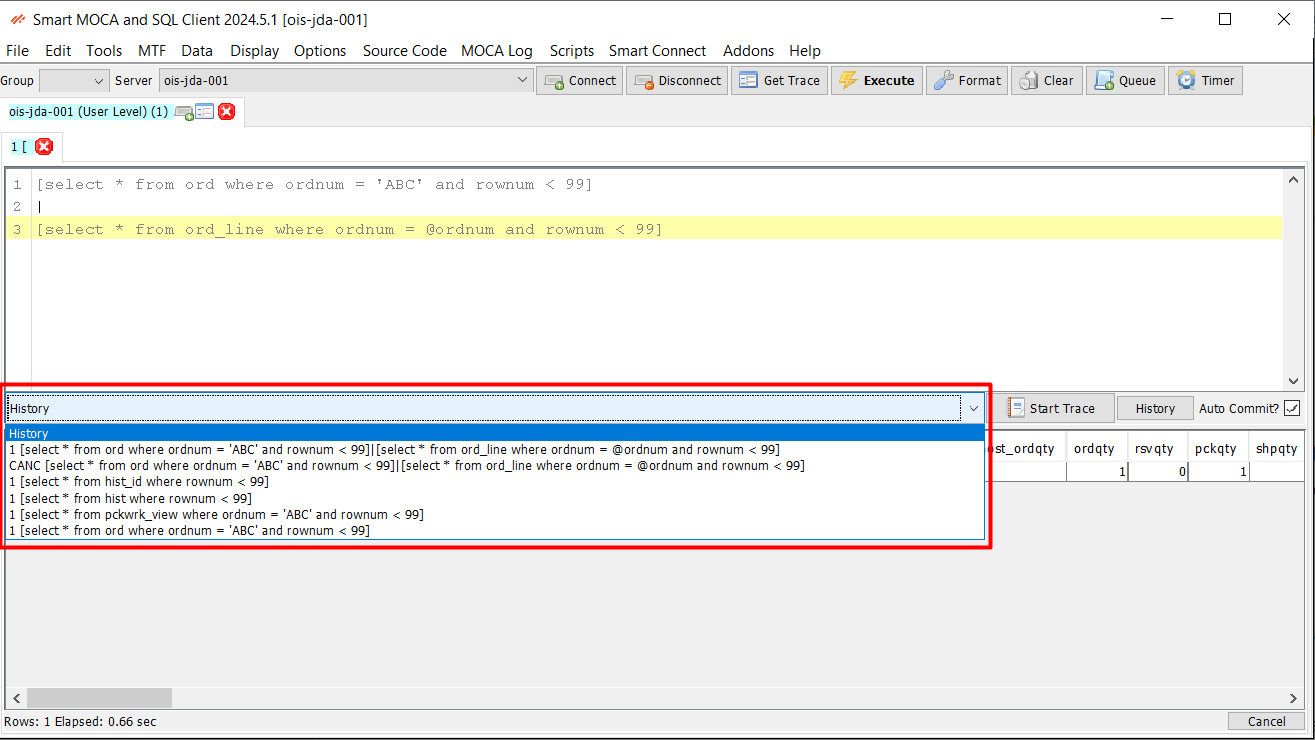 Smart MOCA and SQL Client 2024.5.1 [ois-jda-001]
File Edit Tools MTF Data Display Options Source Code MOCA Log Scripts Smart Connect Addons Help
Group Server ois-jda-001 Connect Disconnect Get Trace Execute Format Clear Queue Timer
ois-jda-001 (User Level) (1)
1 [
1 [select * from ord where ordnum = 'ABC' and rownum < 99]
2 |
3 [select * from ord_line where ordnum = @ordnum and rownum < 99]
History Start Trace History Auto Commit?
History
ost_ordqty ordqty rsvqty pckqty shpqty
1 [select * from ord where ordnum = 'ABC' and rownum < 99]|[select * from ord_line where ordnum = @ordnum and rownum < 99]
CANC [select * from ord where ordnum = 'ABC' and rownum < 99]|[select * from ord_line where ordnum = @ordnum and rownum < 99]
1 0 1
1 [select * from hist_id where rownum < 99]
1 [select * from hist where rownum < 99]
1 [select * from pckwrk_view where ordnum = 'ABC' and rownum < 99]
1 [select * from ord where ordnum = 'ABC' and rownum < 99]
Rows: 1 Elapsed: 0.66 sec Cancel